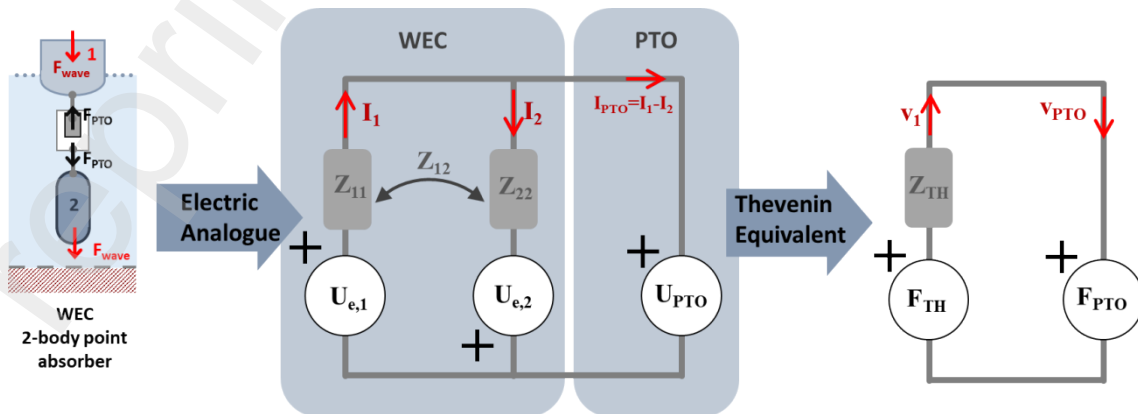 WEC
PTO
1
F_wave
F_PTO
F_PTO
2
F_wave
WEC
2-body point
absorber
Electric
Analogue
I_1
I_2
I_PTO=I_1-I_2
Z_12
Z_11
Z_22
+
U_e,1
U_e,2
+
+
U_PTO
Thevenin
Equivalent
v_1
v_PTO
Z_TH
+
F_TH
+
F_PTO